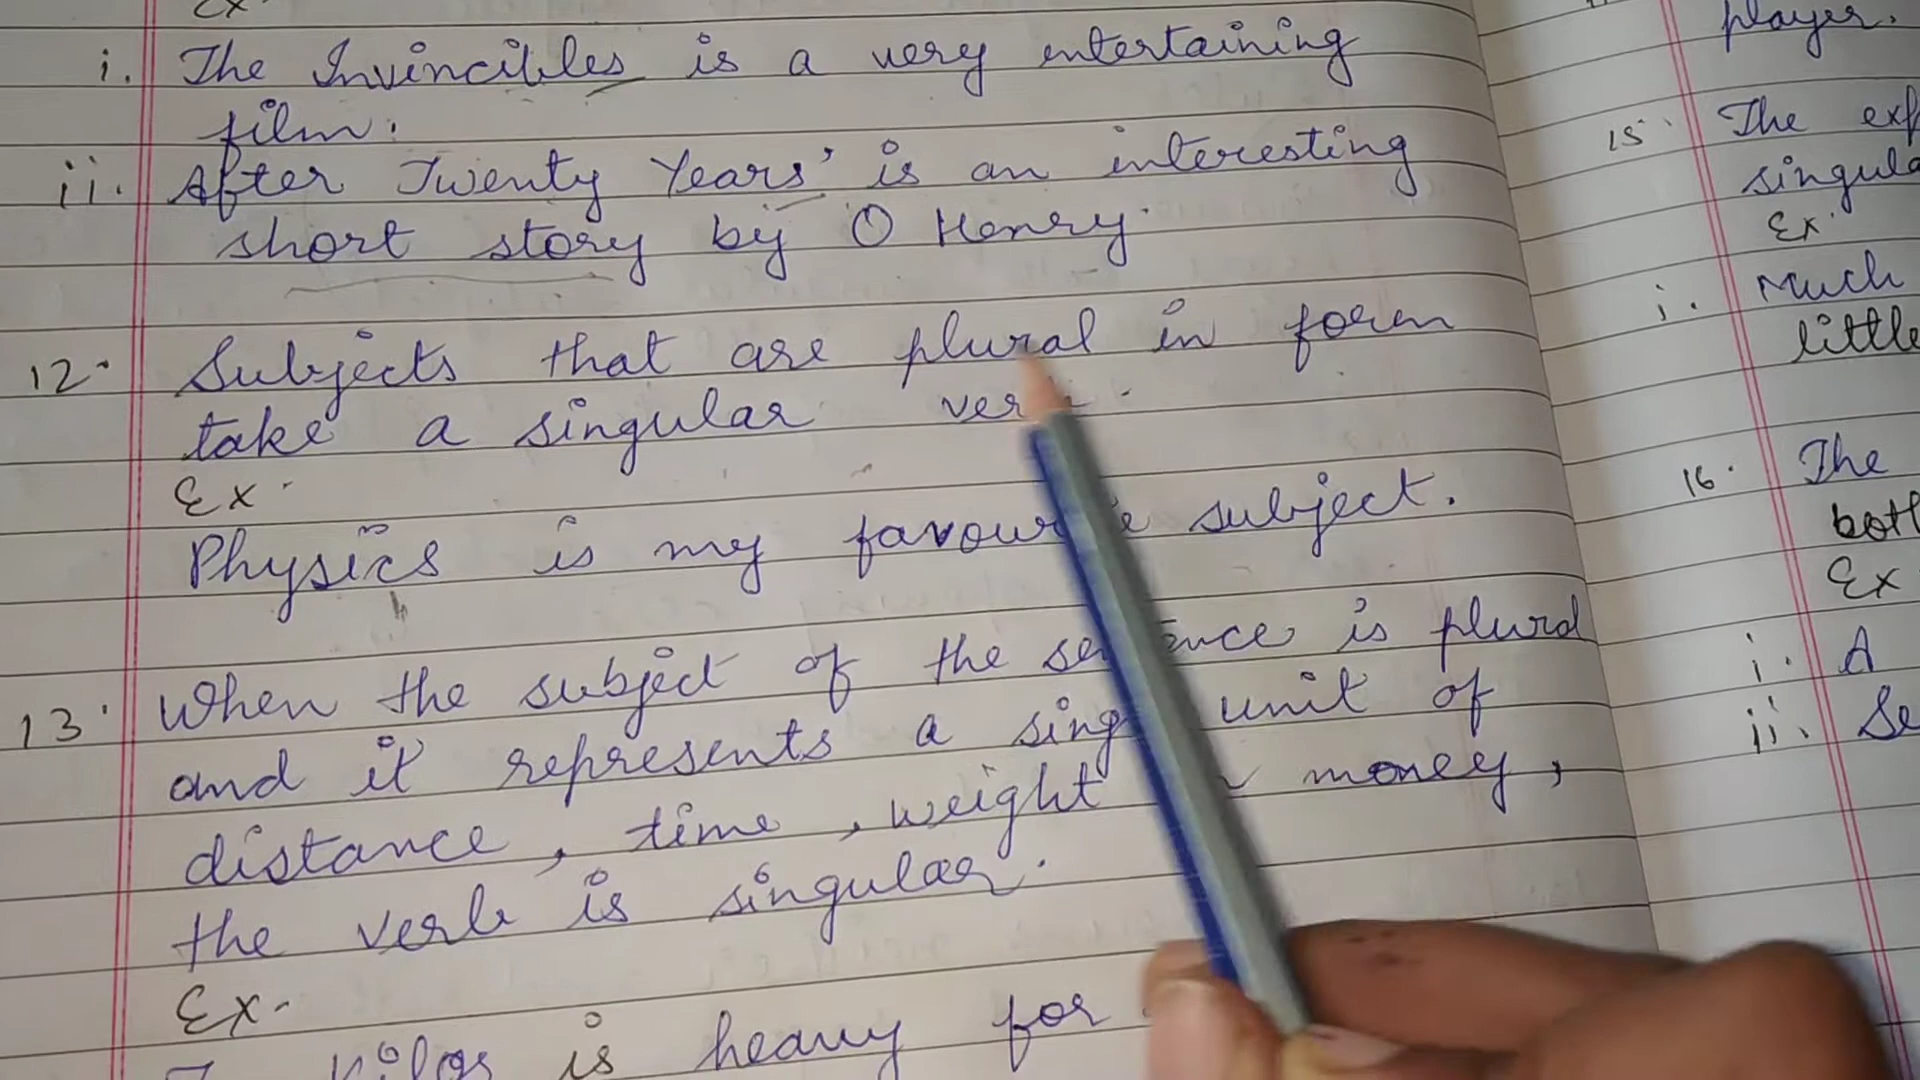 Ex
i. The Invincibles is a very entertaining
film.
ii. After Twenty Years' is an interesting
short story by O Henry.
12. Subjects that are plural in form
take a singular
Ex.
Physics is my subject.
13. When the subject of the is plural
and it represents a unit of
distance, time, weight money,
the verb is singular.
Ex.
is heavy for
player.
15. The
Ex.
i. Much
little
16. The
Ex
i. A
ii.